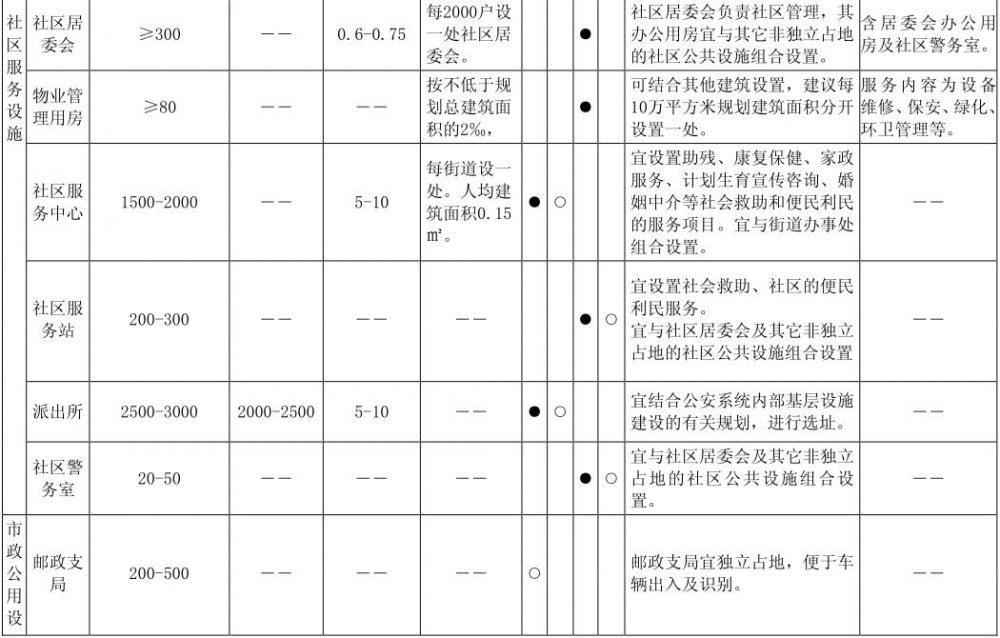 社区服务设施
社区居
委会
≥300
——
0.6-0.75
每2000户设
一处社区居
委会。
●
社区居委会负责社区管理，其
办公用房宜与其它非独立占地
的社区公共设施组合设置。
含居委会办公用
房及社区警务室。
物业管
理用房
≥80
——
——
按不低于规
划总建筑面
积的2‰，
●
可结合其他建筑设置，建议每
10万平方米规划建筑面积分开
设置一处。
服务内容为设备
维修、保安、绿化、
环卫管理等。
社区服
务中心
1500-2000
——
5-10
每街道设一
处。人均建
筑面积0.15
㎡。
●
○
宜设置助残、康复保健、家政
服务、计划生育宣传咨询、婚
姻中介等社会救助和便民利民
的服务项目。宜与街道办事处
组合设置。
——
社区服
务站
200-300
——
——
——
●
○
宜设置社会救助、社区的便民
利民服务。
宜与社区居委会及其它非独立
占地的社区公共设施组合设置
——
派出所
2500-3000
2000-2500
5-10
——
●
○
宜结合公安系统内部基层设施
建设的有关规划，进行选址。
——
社区警
务室
20-50
——
——
——
●
○
宜与社区居委会及其它非独立
占地的社区公共设施组合设
置。
——
市政公用设
邮政支
局
200-500
——
——
——
○
邮政支局宜独立占地，便于车
辆出入及识别。
——